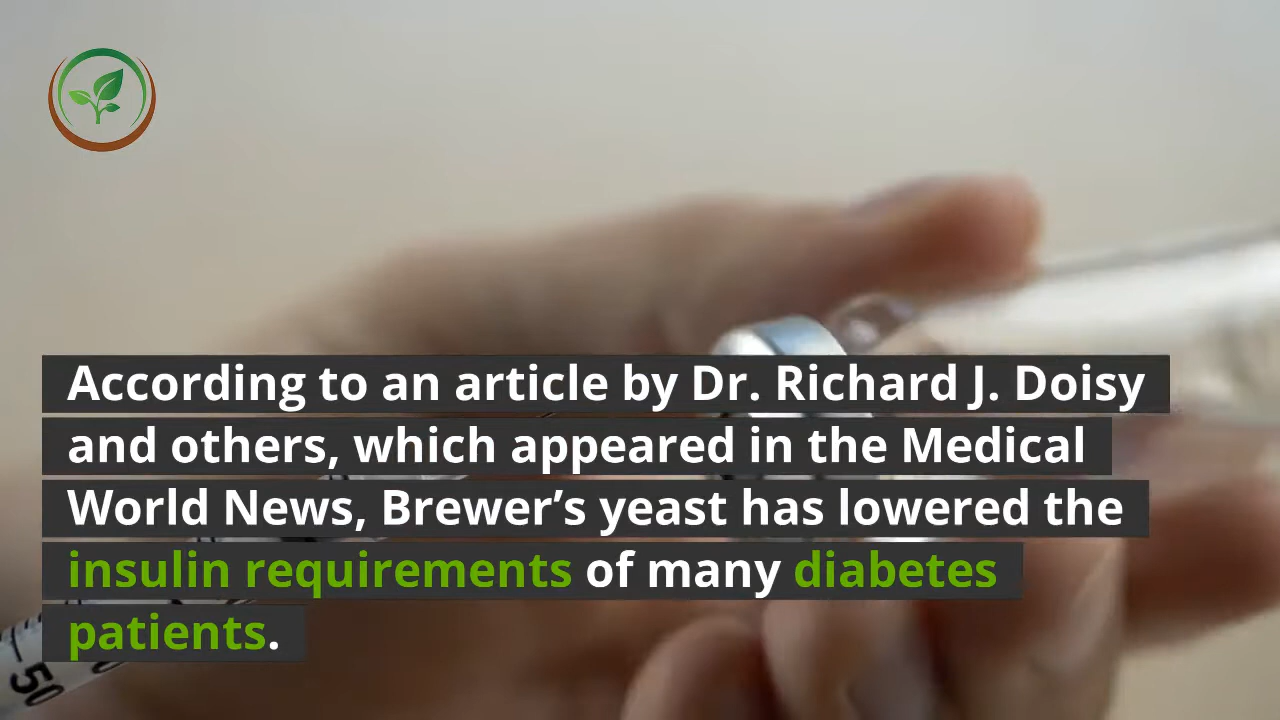 According to an article by Dr. Richard J. Doisy
and others, which appeared in the Medical
World News, Brewer’s yeast has lowered the
insulin requirements of many diabetes
patients.
50